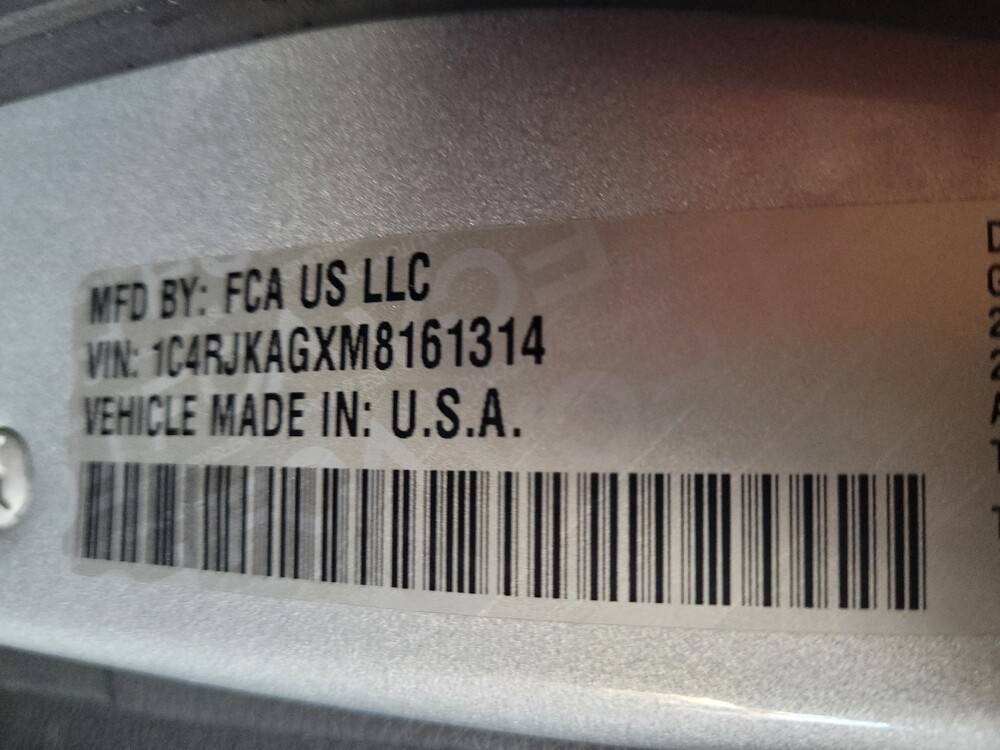 MFD BY: FCA US LLC
VIN: 1C4RJKAGXM8161314
VEHICLE MADE IN: U.S.A.